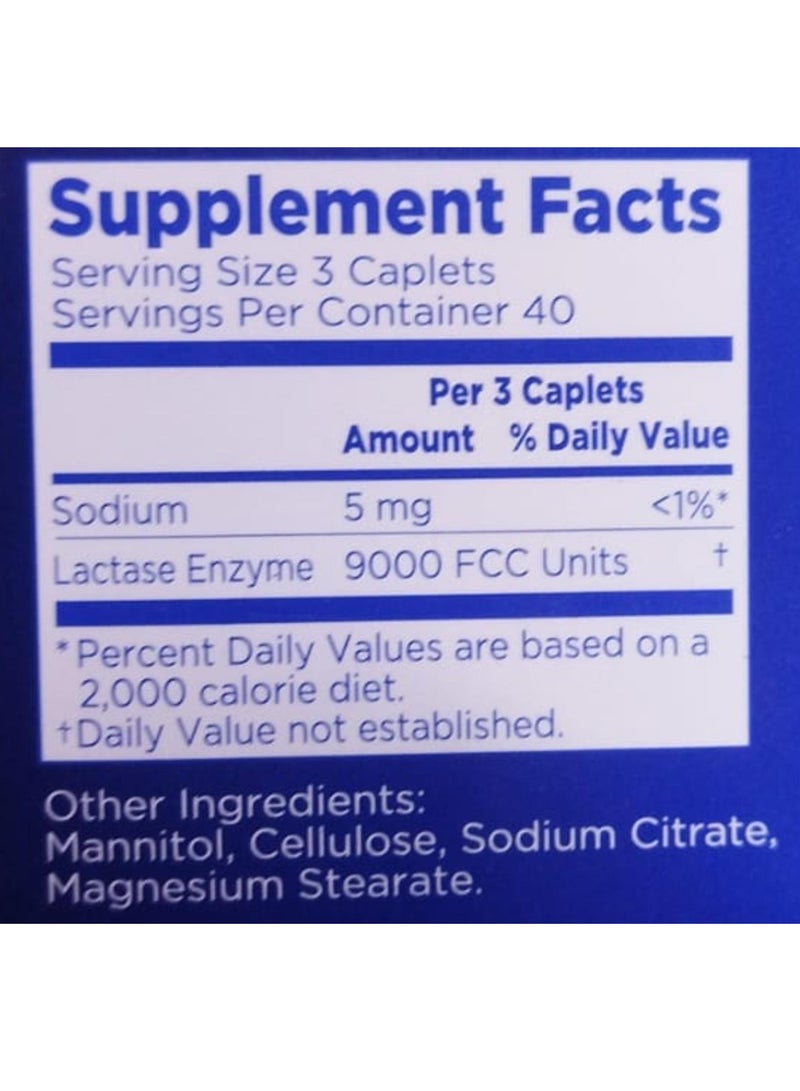 Supplement Facts
Serving Size 3 Caplets
Servings Per Container 40
Per 3 Caplets
Amount % Daily Value
Sodium 5 mg <1%*
Lactase Enzyme 9000 FCC Units †
* Percent Daily Values are based on a
2,000 calorie diet.
†Daily Value not established.
Other Ingredients:
Mannitol, Cellulose, Sodium Citrate,
Magnesium Stearate.